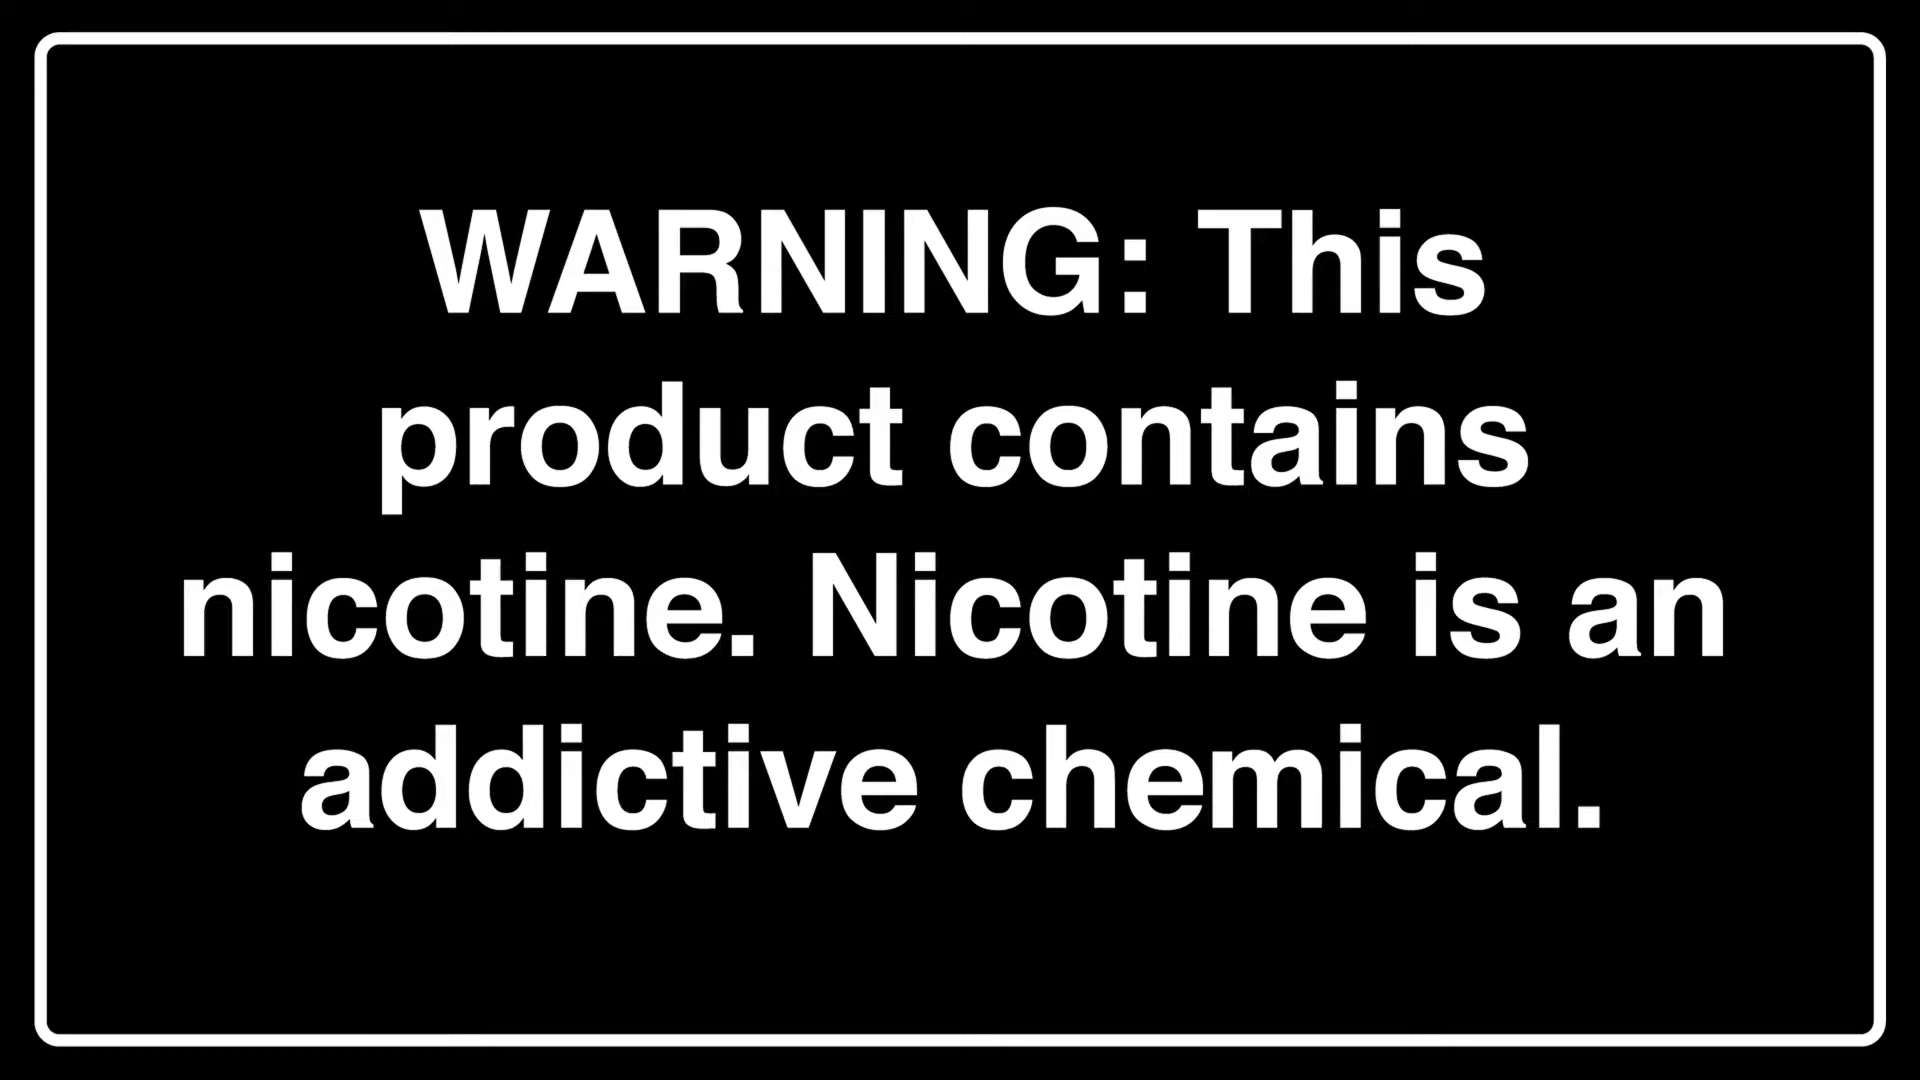 WARNING: This
product contains
nicotine. Nicotine is an
addictive chemical.